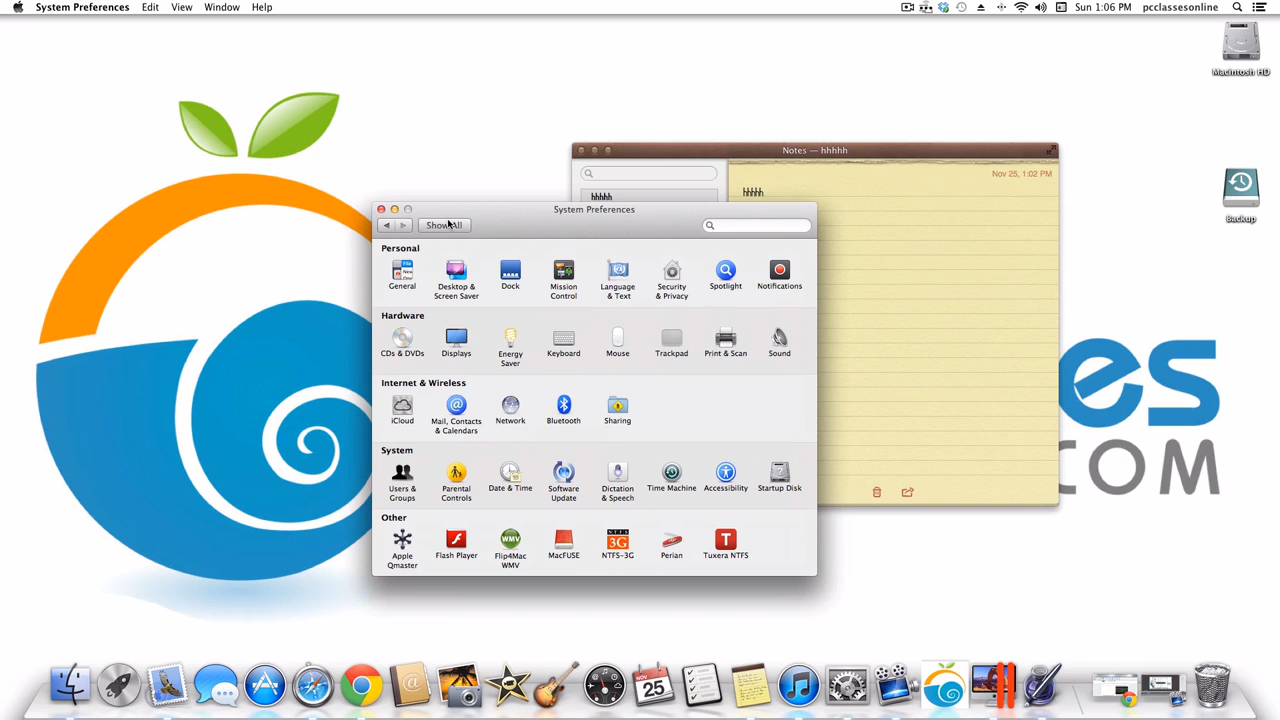 System Preferences Edit View Window Help Sun 1:06 PM pcclassesonline
Macintosh HD
Notes — hhhhh
Nov 25, 1:02 PM
hhhhh
hhhhh
Backup
System Preferences
Show All
Personal
General
Desktop &
Screen Saver
Dock
Mission
Control
Language
& Text
Security
& Privacy
Spotlight
Notifications
Hardware
CDs & DVDs
Displays
Energy
Saver
Keyboard
Mouse
Trackpad
Print & Scan
Sound
Internet & Wireless
iCloud
Mail, Contacts
& Calendars
Network
Bluetooth
Sharing
System
Users &
Groups
Parental
Controls
Date & Time
Software
Update
Dictation
& Speech
Time Machine
Accessibility
Startup Disk
Other
Apple
Qmaster
Flash Player
WMV
Flip4Mac
WMV
MacFUSE
NTFS
3G
NTFS-3G
Perian
T
Tuxera NTFS
es
COM
NOV
25